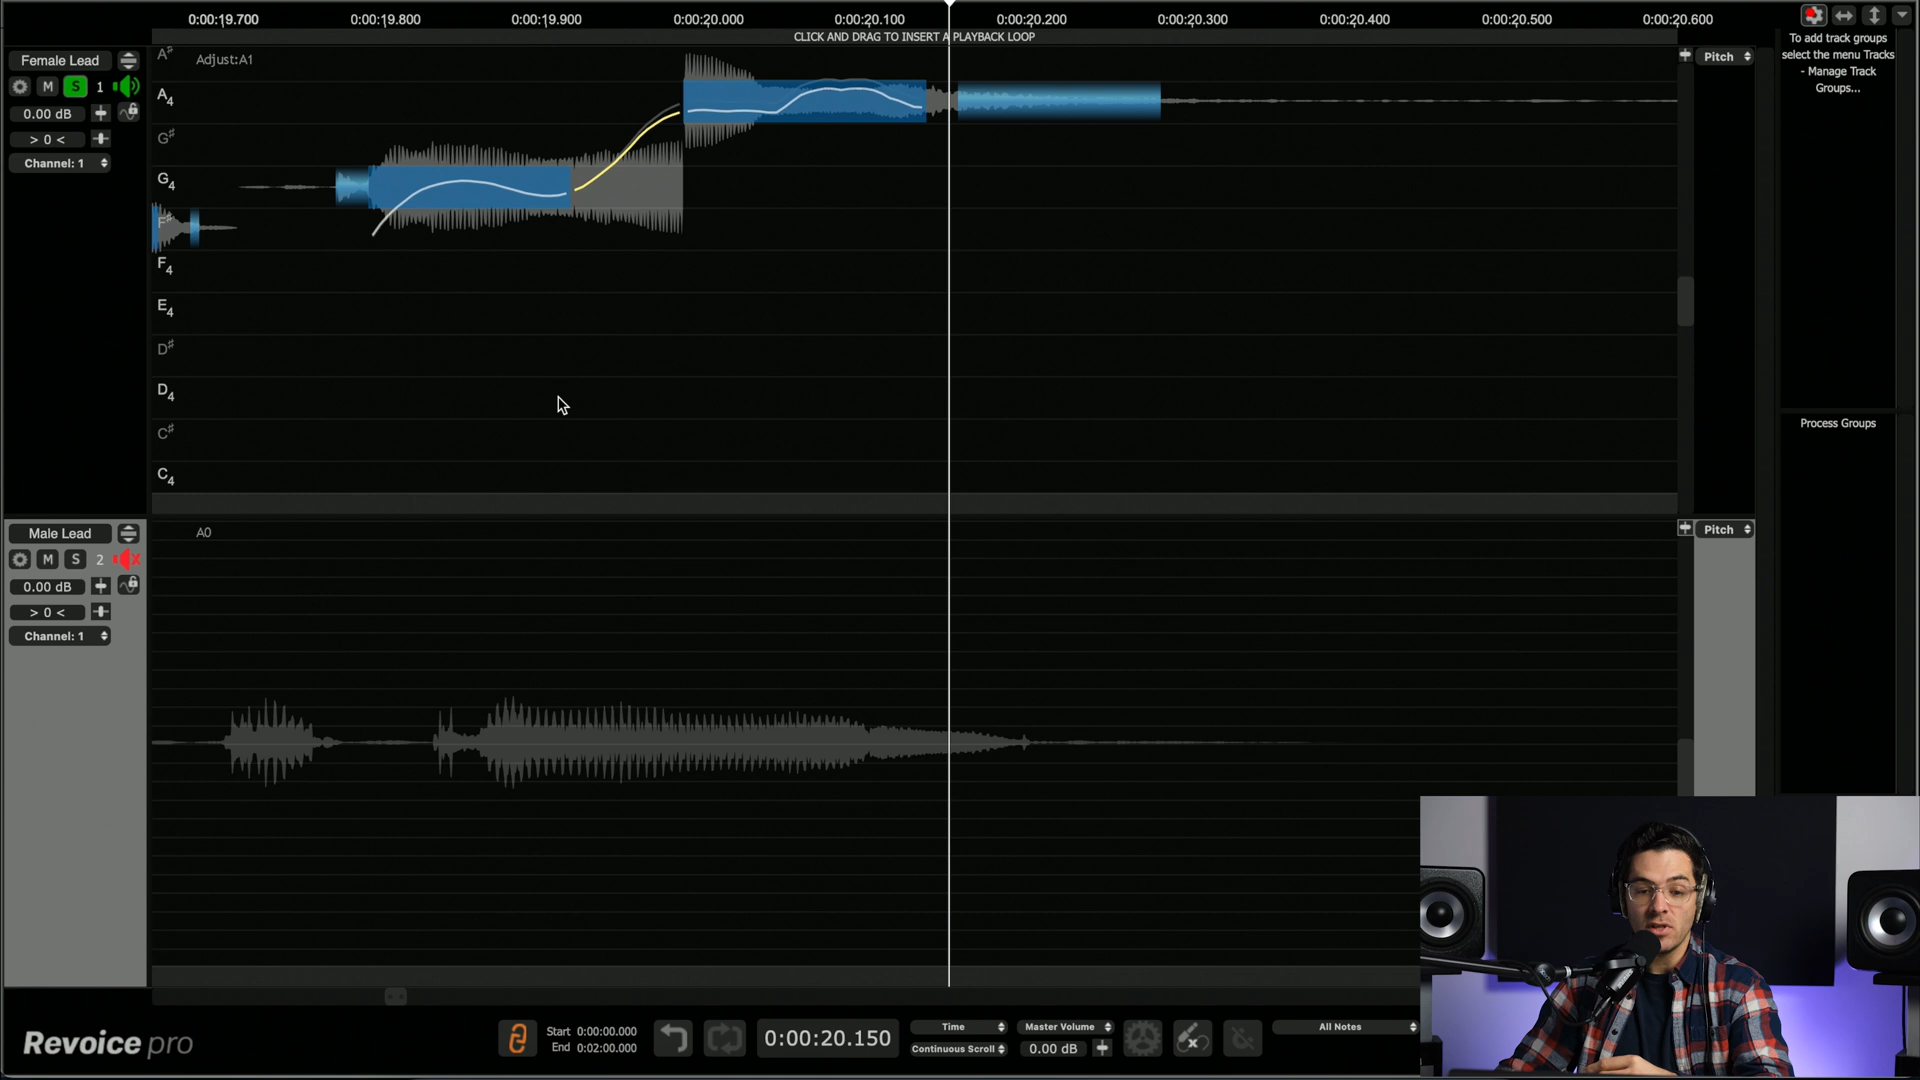 0:00:19.700 0:00:19.800 0:00:19.900 0:00:20.000 0:00:20.100 0:00:20.200 0:00:20.300 0:00:20.400 0:00:20.500 0:00:20.600
CLICK AND DRAG TO INSERT A PLAYBACK LOOP
To add track groups
select the menu Tracks
- Manage Track
Groups...
Female Lead
M S 1
0.00 dB
> 0 <
Channel: 1
Adjust:A1
Pitch
A♯
A4
G♯
G4
F♯
F4
E4
D♯
D4
C♯
C4
Process Groups
Male Lead
M S 2
0.00 dB
> 0 <
Channel: 1
A0
Pitch
Revoice pro
Start 0:00:00.000
End 0:02:00.000
0:00:20.150
Time
Continuous Scroll
Master Volume
0.00 dB
All Notes